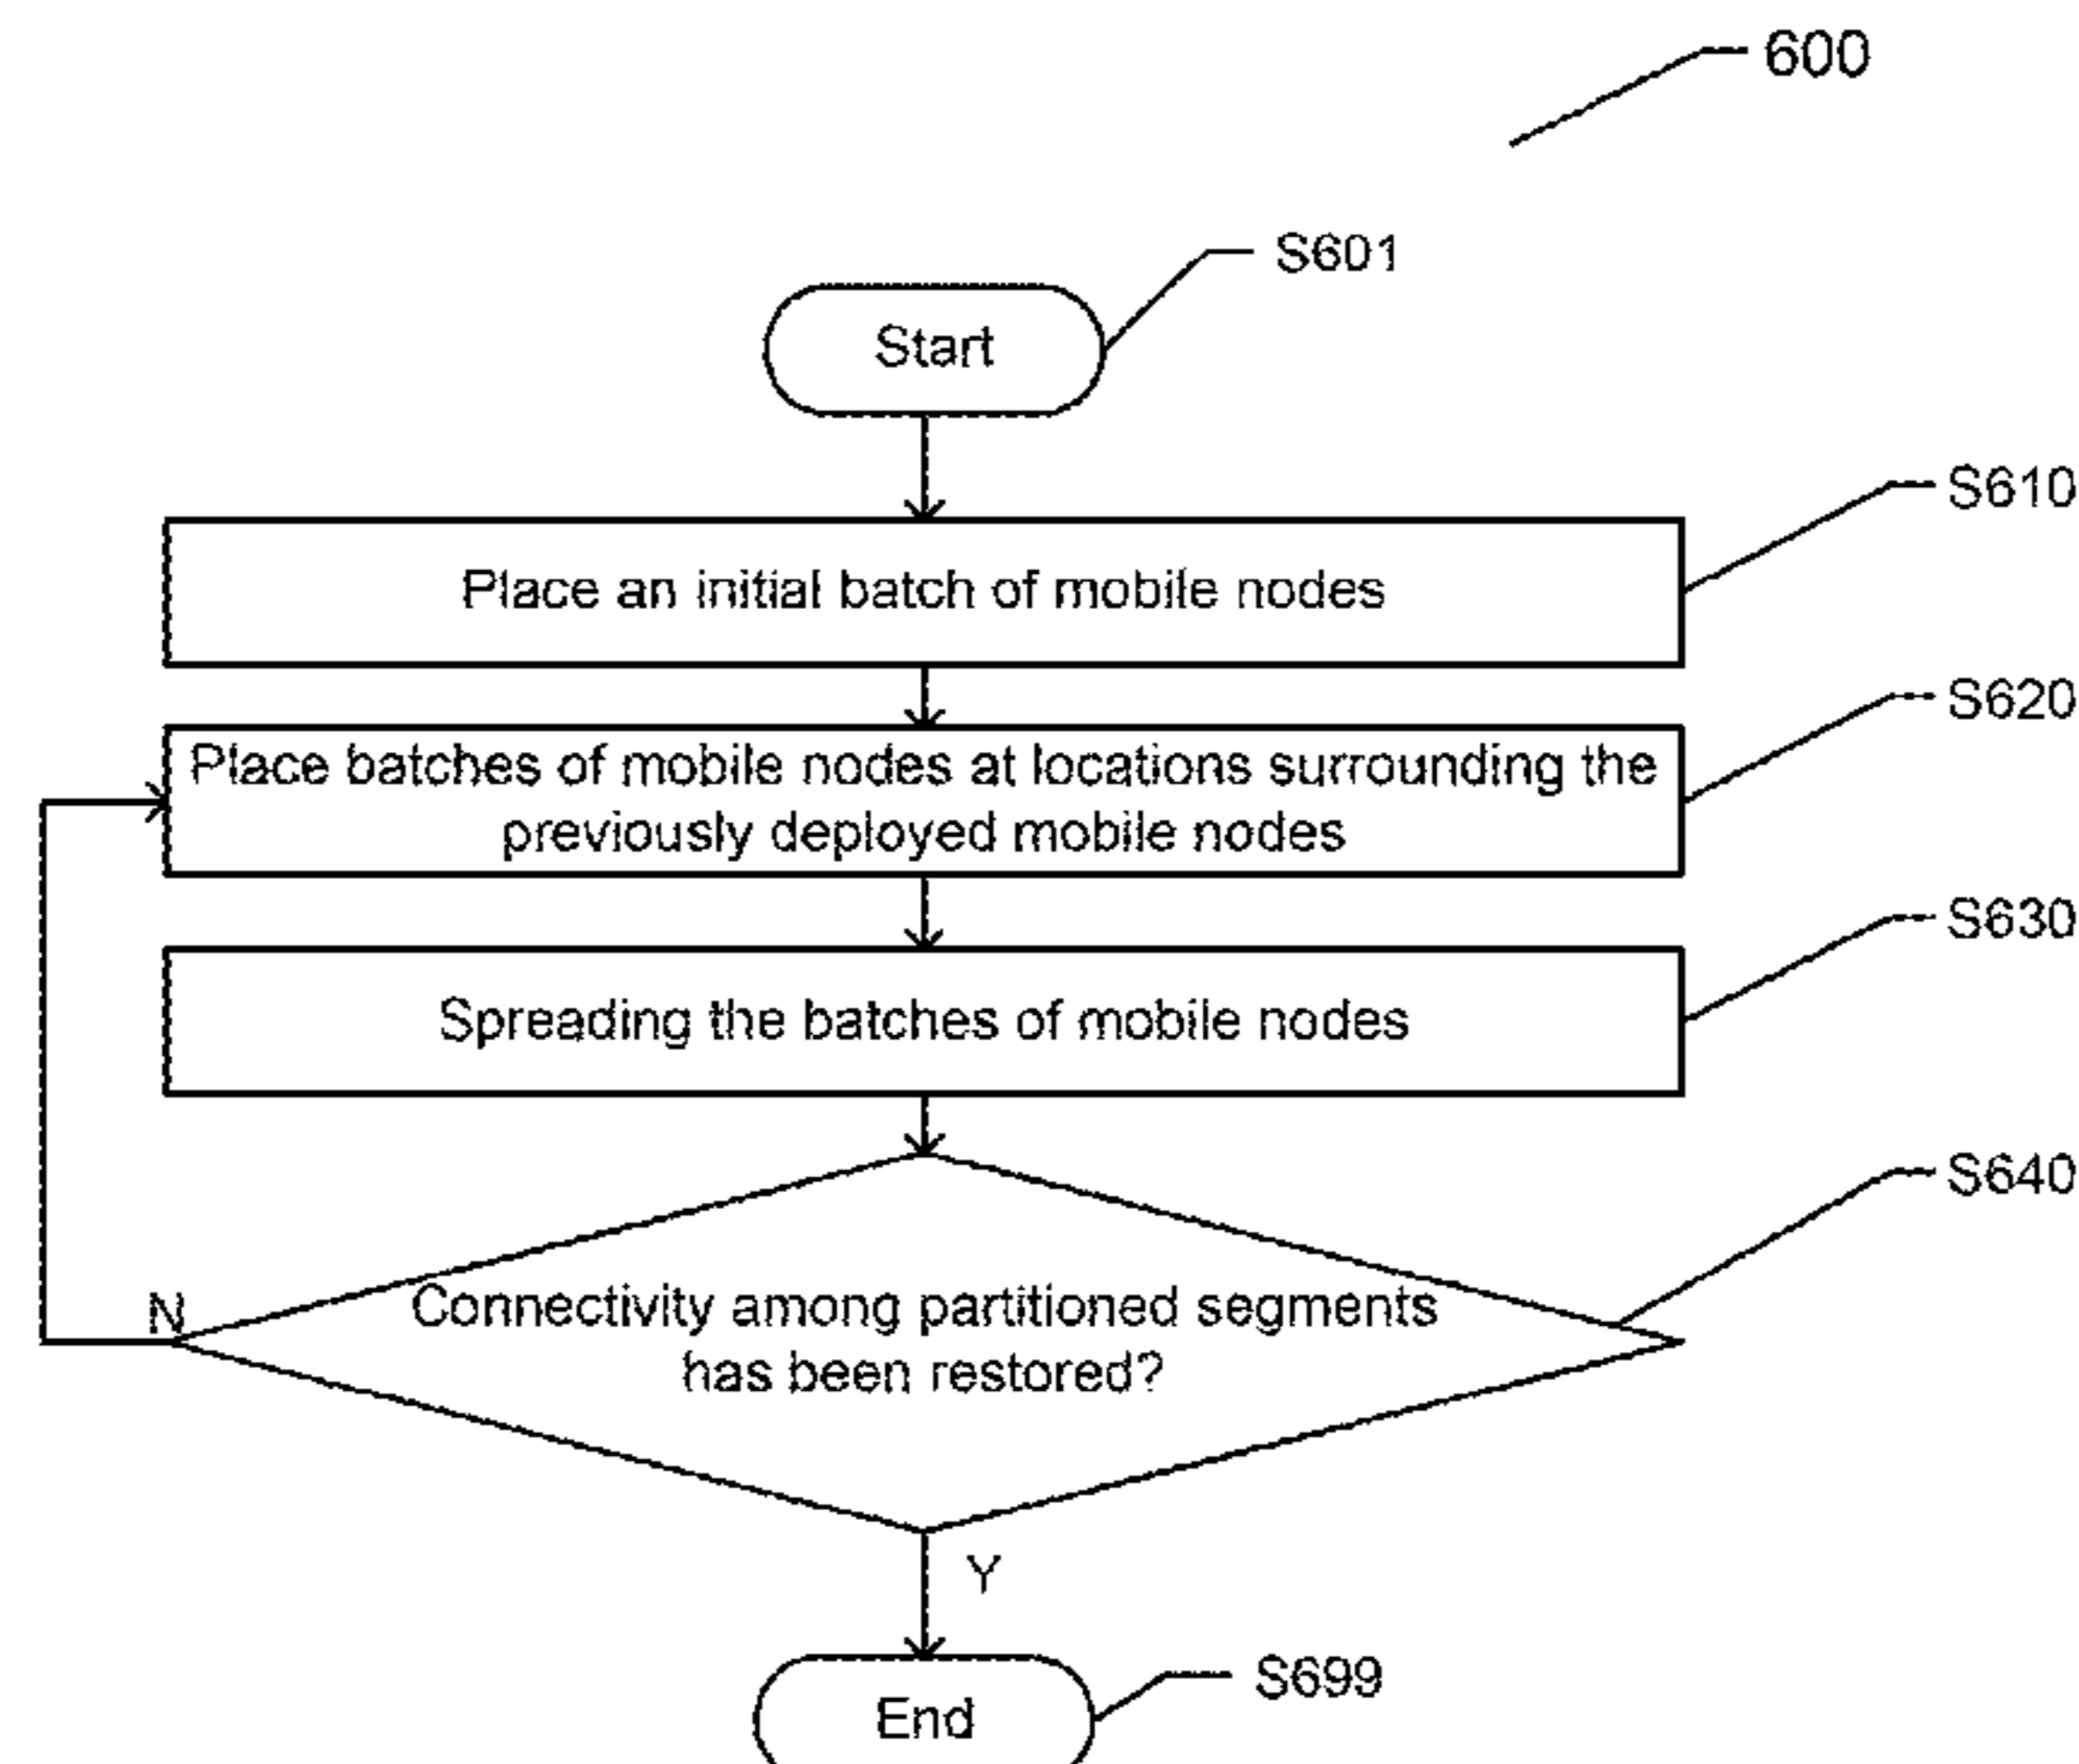 600
S601
Start
S610
Place an initial batch of mobile nodes
S620
Place batches of mobile nodes at locations surrounding the
previously deployed mobile nodes
S630
Spreading the batches of mobile nodes
S640
Connectivity among partitioned segments
has been restored?
N
Y
S699
End